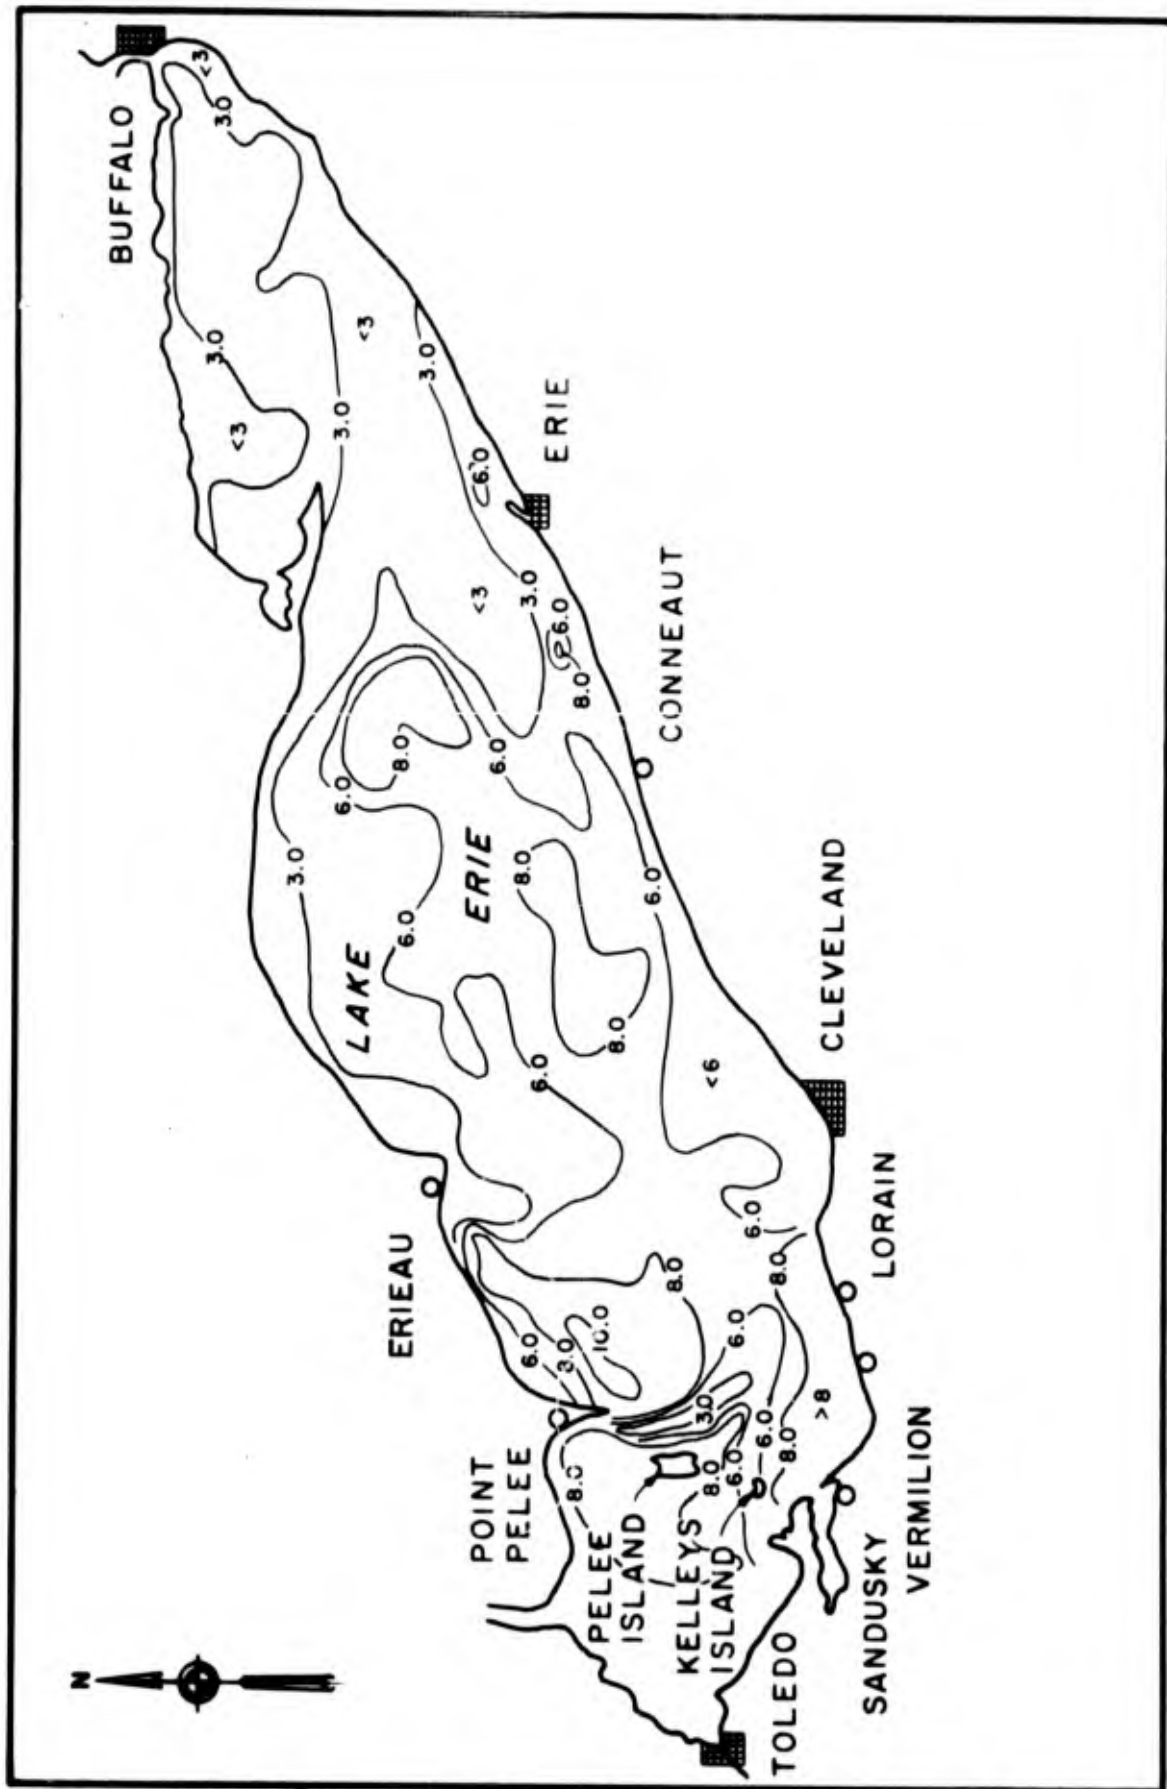 N
BUFFALO
<3
3.0
3.0
<3
3.0
3.0
6.0
LAKE
<3
ERIEAU
8.0
6.0
3.0
ERIE
<3
6.0
POINT
PELEE
6.0
8.0
3.0
6.0
6.0
ERIE
6.0
3.0
8.0
8.0
10.0
PELEE
ISLAND
8.0
6.0
8.0
CONNEAUT
KELLEYS
ISLAND
3.0
8.0
<6
6.0
6.0
6.0
6.0
8.0
8.0
TOLEDO
>8
CLEVELAND
SANDUSKY
LORAIN
VERMILION